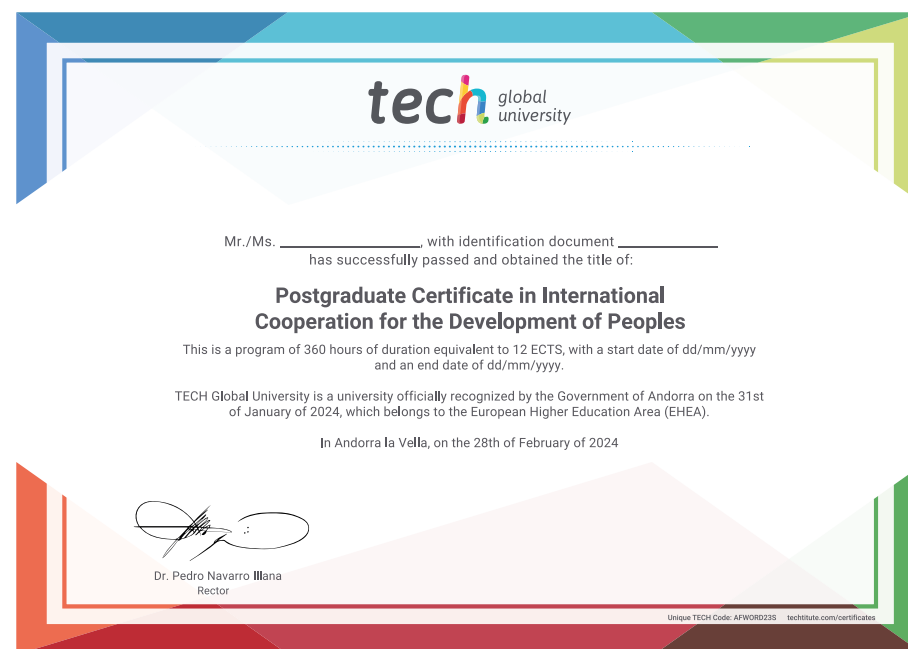 tech global university
Mr./Ms. ____________, with identification document ____________
has successfully passed and obtained the title of:
Postgraduate Certificate in International
Cooperation for the Development of Peoples
This is a program of 360 hours of duration equivalent to 12 ECTS, with a start date of dd/mm/yyyy
and an end date of dd/mm/yyyy.
TECH Global University is a university officially recognized by the Government of Andorra on the 31st
of January of 2024, which belongs to the European Higher Education Area (EHEA).
In Andorra la Vella, on the 28th of February of 2024
Dr. Pedro Navarro Illana
Rector
Unique TECH Code: AFWORD23S techtitute.com/certificates